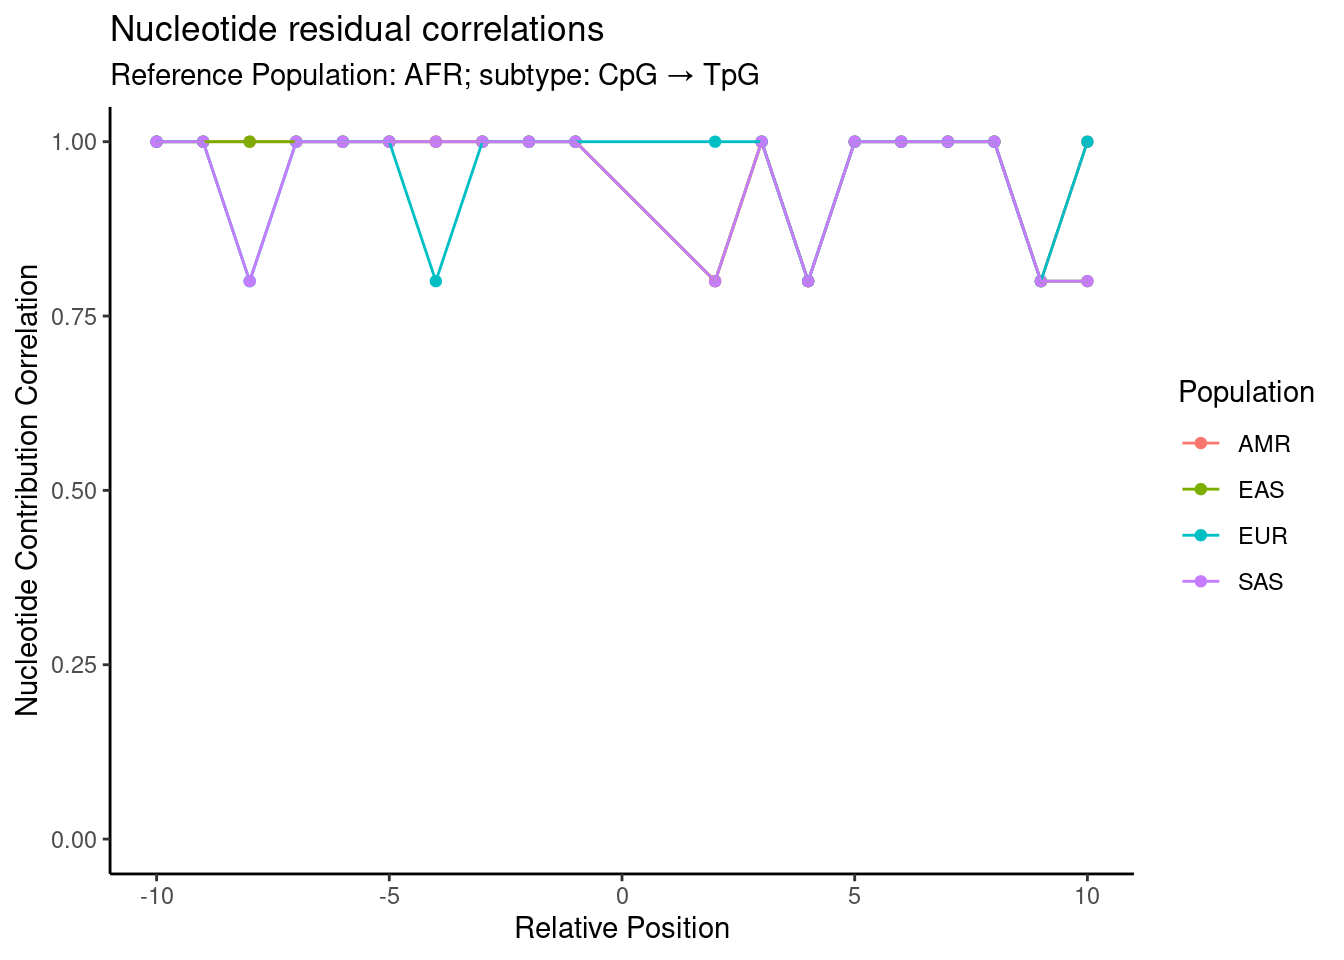 Nucleotide residual correlations
Reference Population: AFR; subtype: CpG → TpG
Nucleotide Contribution Correlation
1.00
0.75
0.50
0.25
0.00
-10
-5
0
5
10
Relative Position
Population
AMR
EAS
EUR
SAS